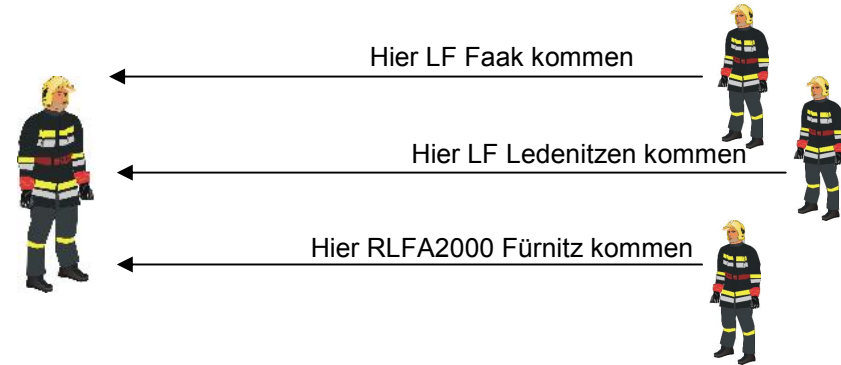 Hier LF Faak kommen
Hier LF Ledenitzen kommen
Hier RLFA2000 Fürnitz kommen